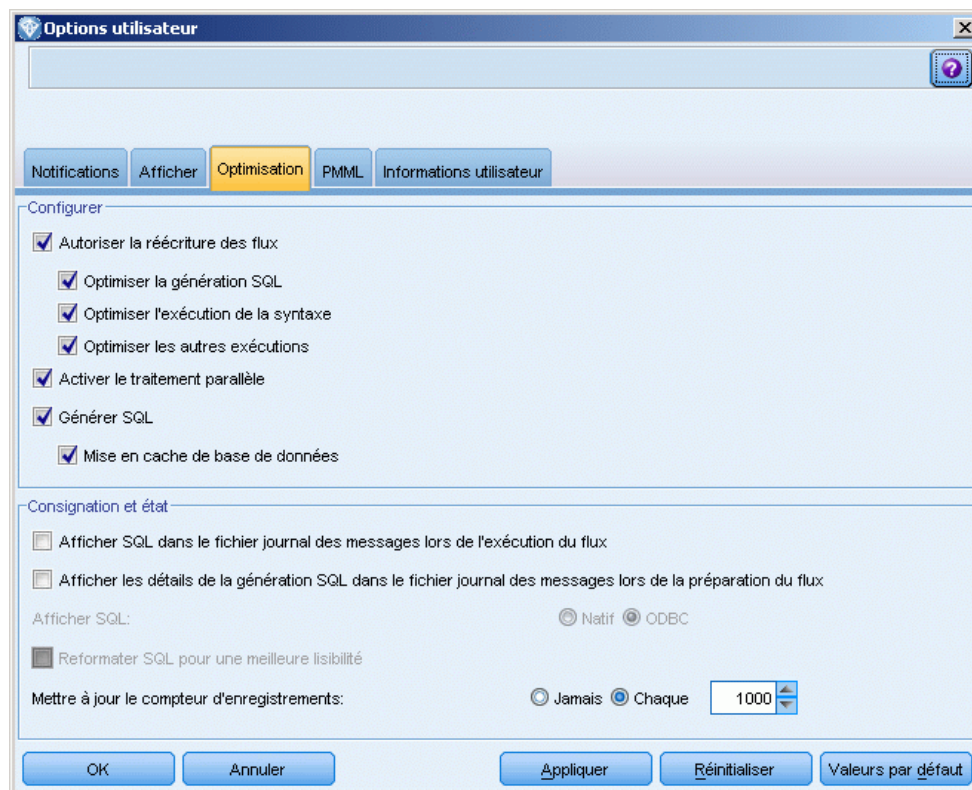 Options utilisateur
?
Notifications Afficher Optimisation PMML Informations utilisateur
Configurer
Autoriser la réécriture des flux
Optimiser la génération SQL
Optimiser l'exécution de la syntaxe
Optimiser les autres exécutions
Activer le traitement parallèle
Générer SQL
Mise en cache de base de données
Consignation et état
Afficher SQL dans le fichier journal des messages lors de l'exécution du flux
Afficher les détails de la génération SQL dans le fichier journal des messages lors de la préparation du flux
Afficher SQL: Natif ODBC
Reformater SQL pour une meilleure lisibilité
Mettre à jour le compteur d'enregistrements: Jamais Chaque 1000
OK Annuler Appliquer Réinitialiser Valeurs par défaut